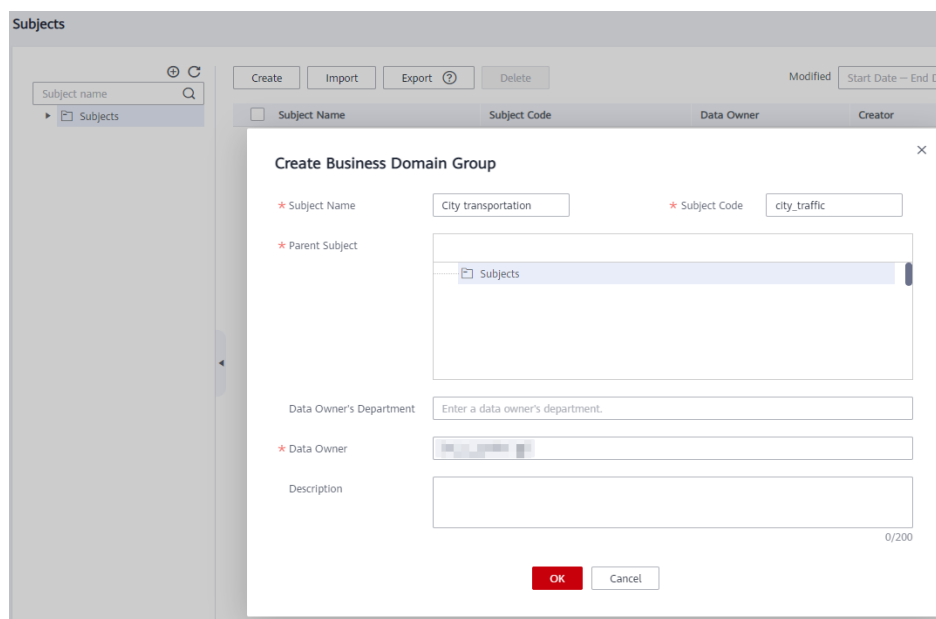 Subjects
Subject name
Subjects
Create Import Export ? Delete Modified Start Date — End D
Subject Name Subject Code Data Owner Creator
Create Business Domain Group
* Subject Name City transportation * Subject Code city_traffic
* Parent Subject
Subjects
Data Owner's Department Enter a data owner's department.
* Data Owner
Description
0/200
OK Cancel